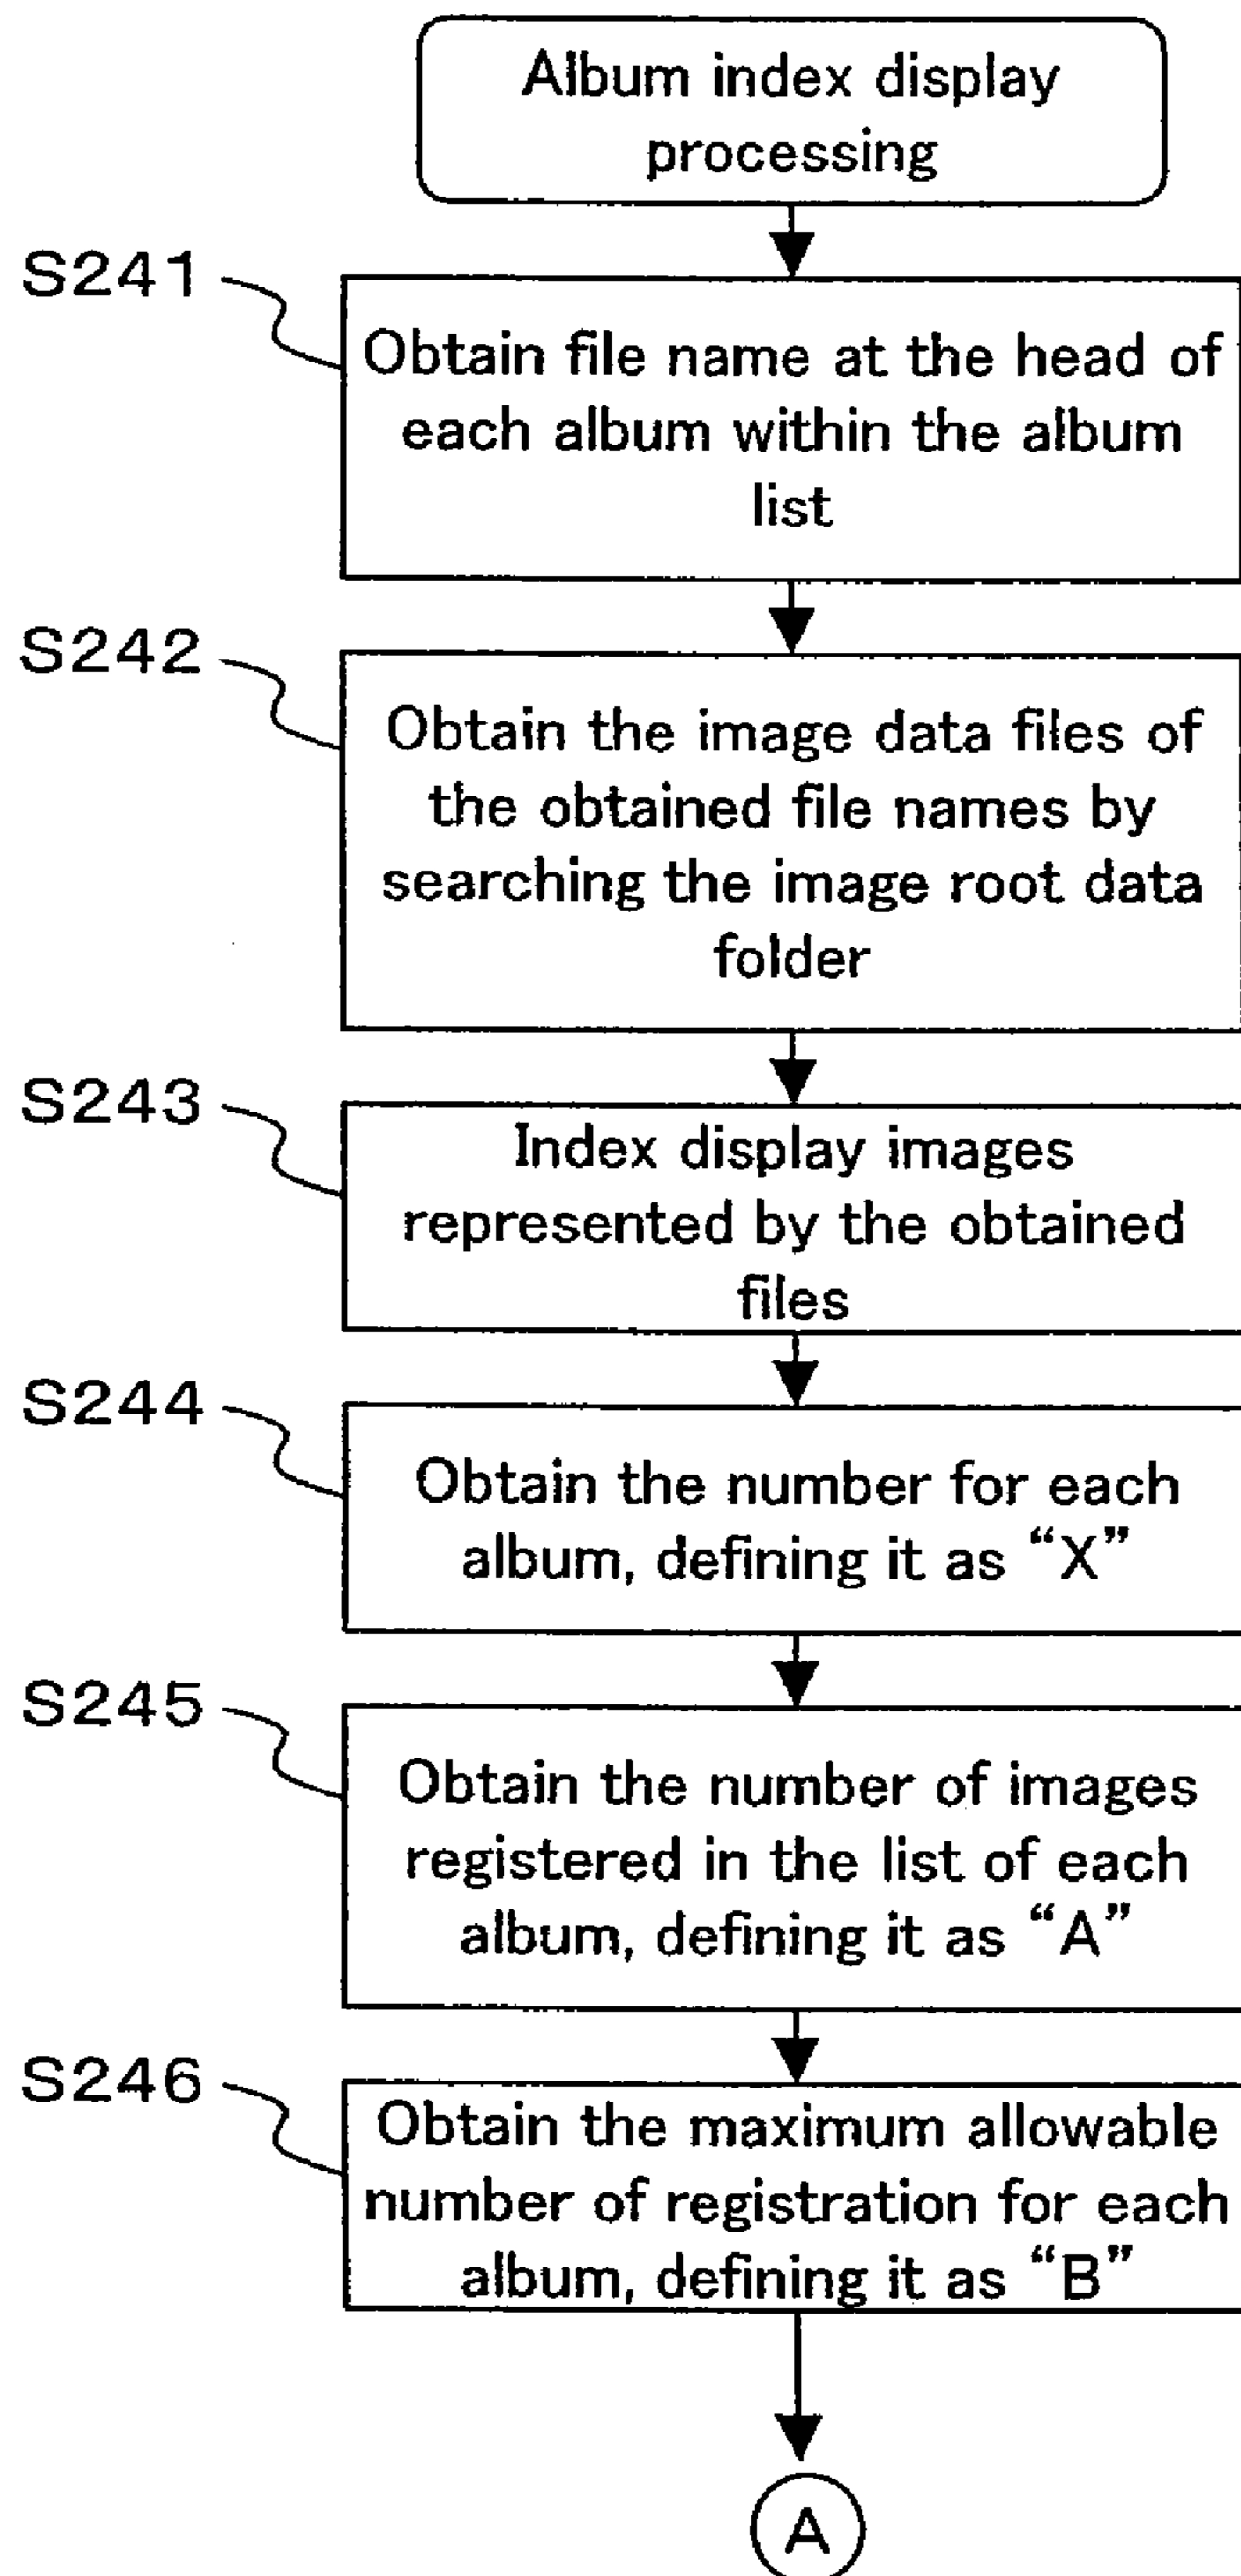 Album index display
processing
S241
Obtain file name at the head of
each album within the album
list
S242
Obtain the image data files of
the obtained file names by
searching the image root data
folder
S243
Index display images
represented by the obtained
files
S244
Obtain the number for each
album, defining it as “X”
S245
Obtain the number of images
registered in the list of each
album, defining it as “A”
S246
Obtain the maximum allowable
number of registration for each
album, defining it as “B”
A